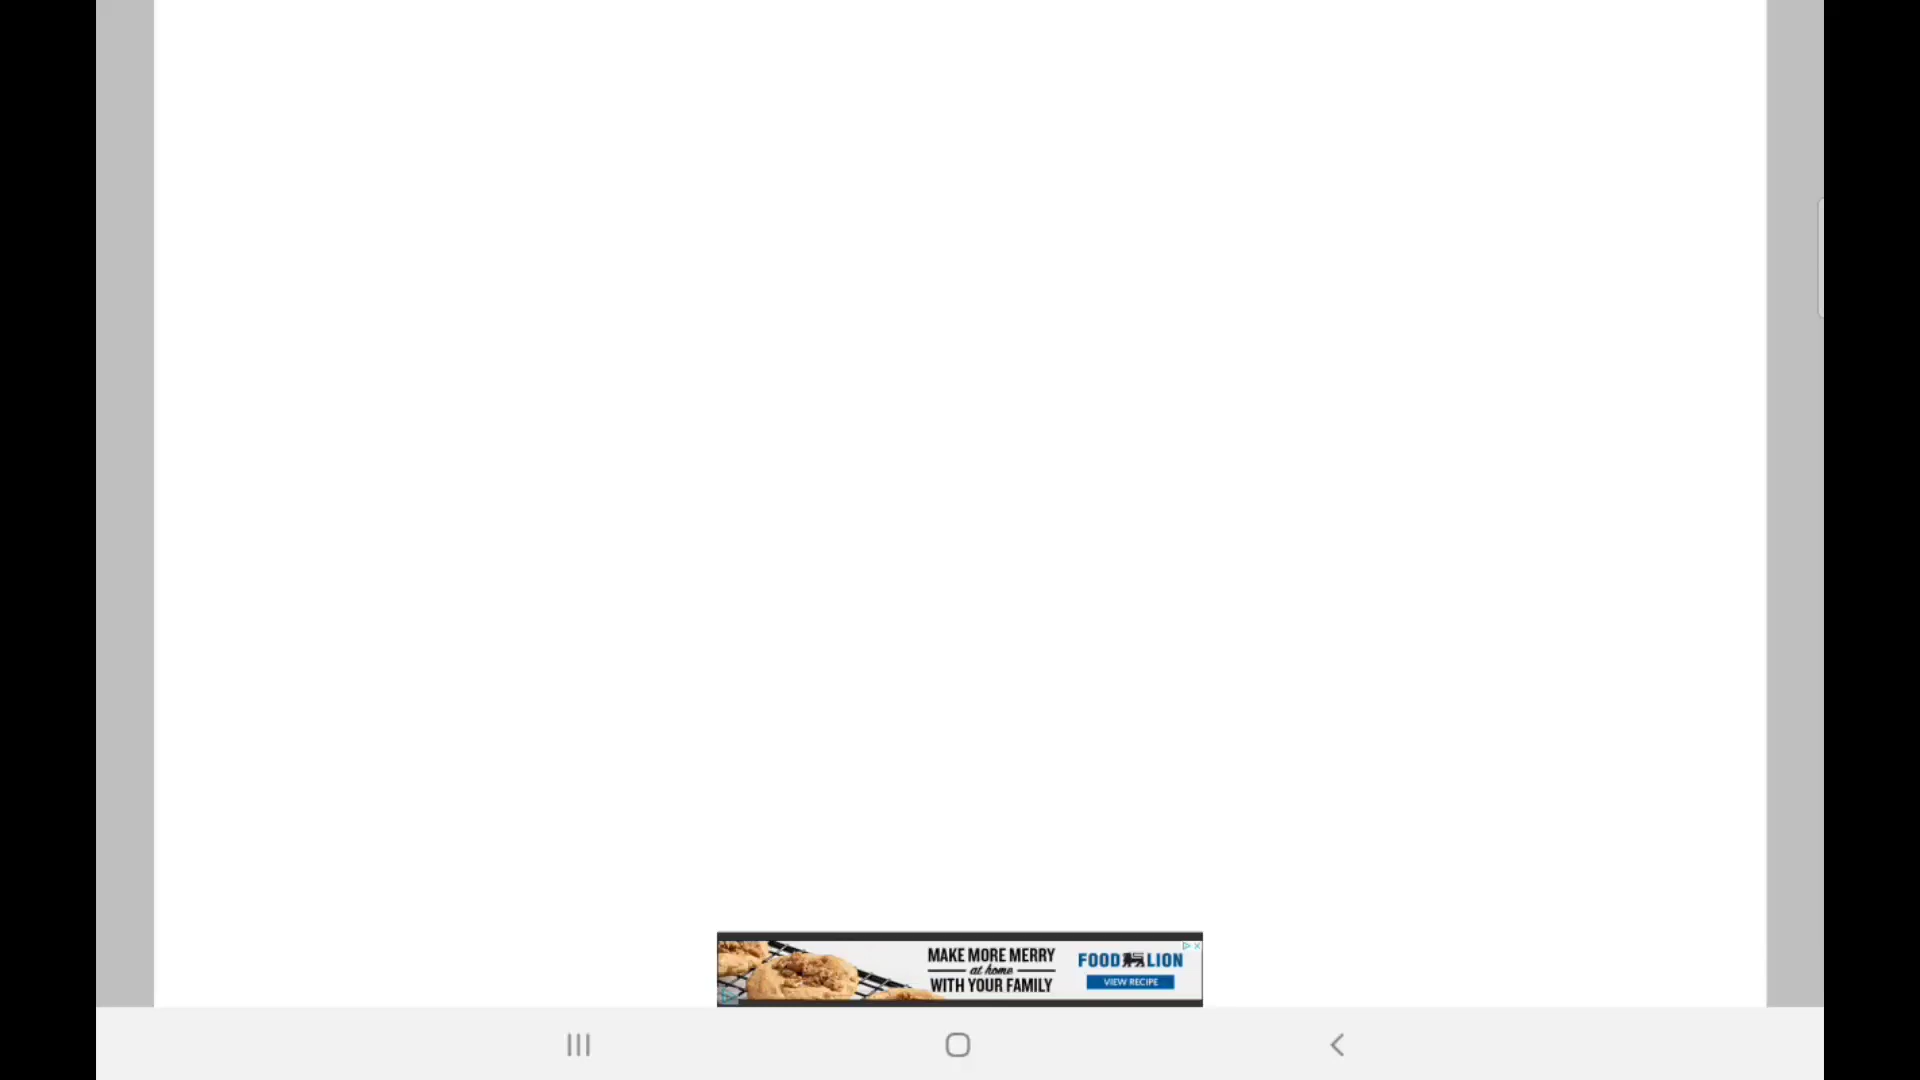 MAKE MORE MERRY
at home
WITH YOUR FAMILY
FOOD LION
VIEW RECIPE